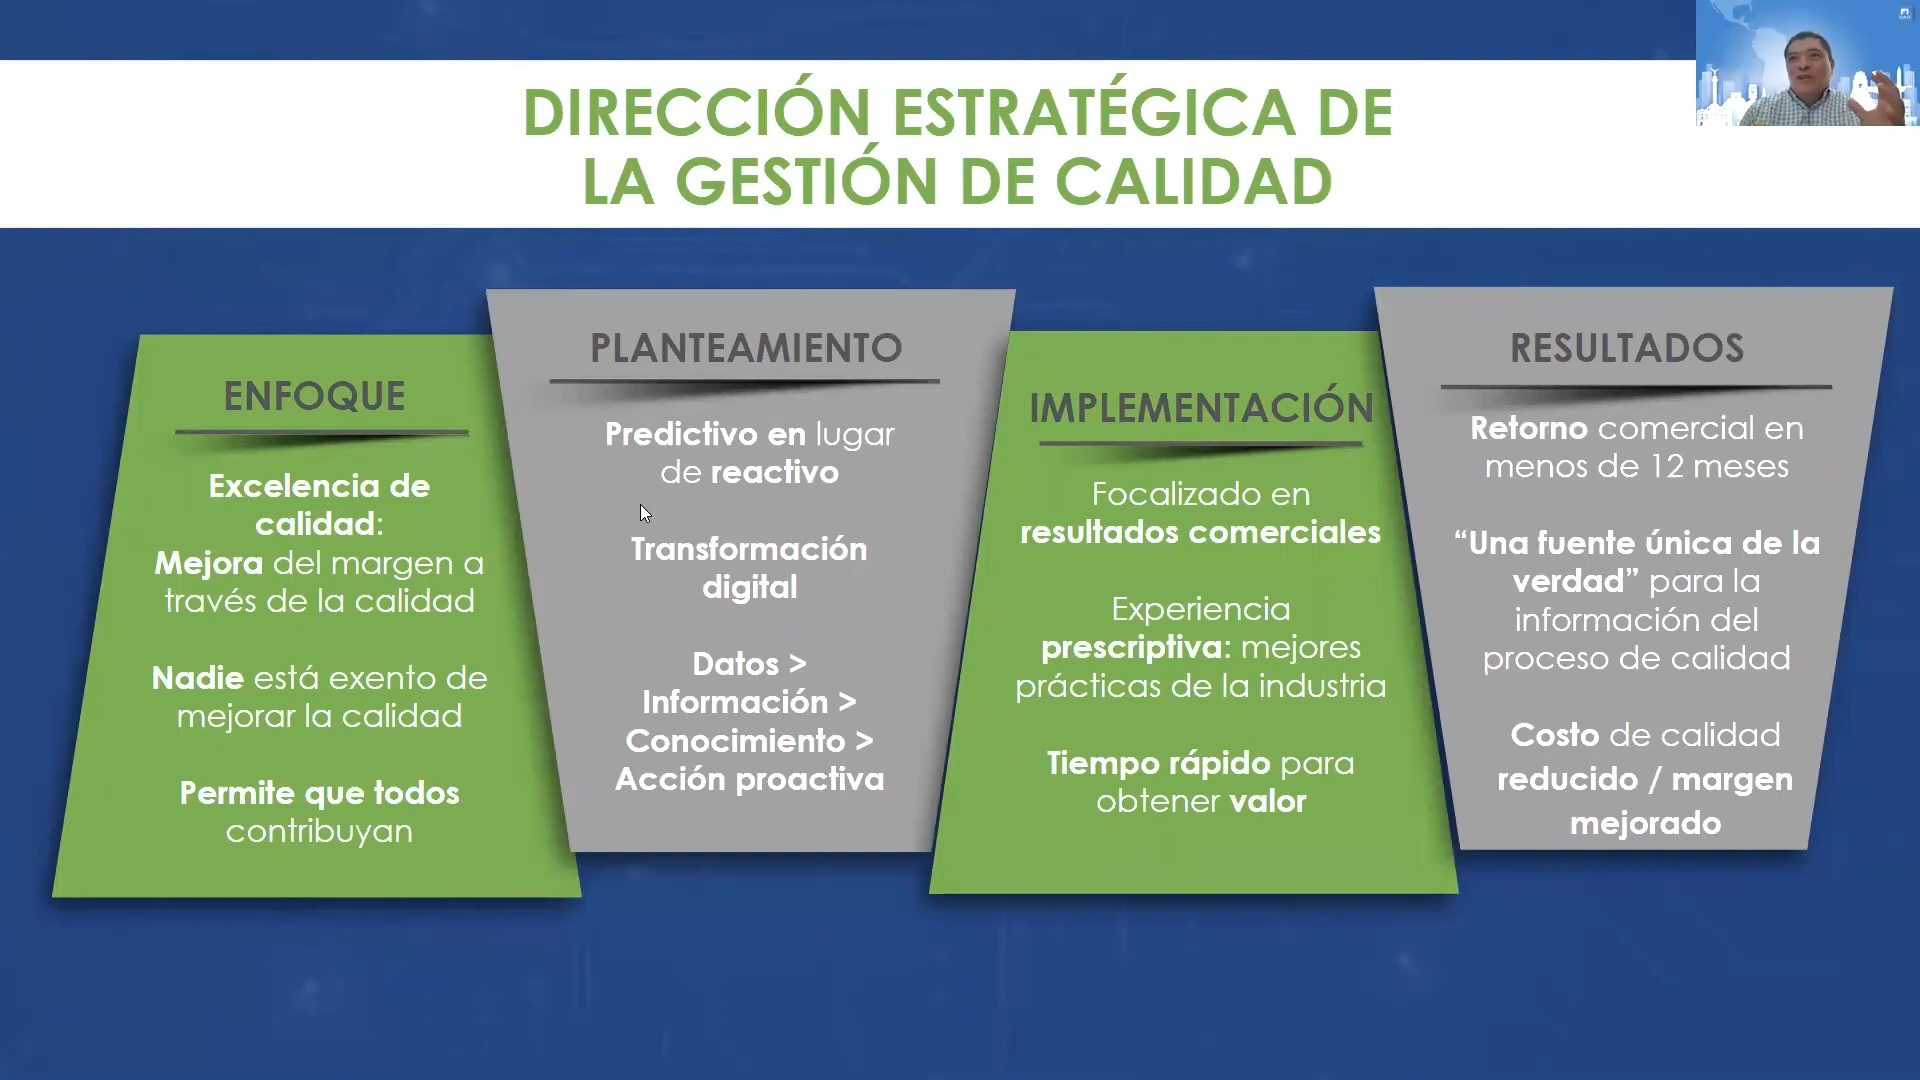 DIRECCIÓN ESTRATÉGICA DE
LA GESTIÓN DE CALIDAD
ENFOQUE
Excelencia de
calidad:
Mejora del margen a
través de la calidad
Nadie está exento de
mejorar la calidad
Permite que todos
contribuyan
PLANTEAMIENTO
Predictivo en lugar
de reactivo
Transformación
digital
Datos >
Información >
Conocimiento >
Acción proactiva
IMPLEMENTACIÓN
Focalizado en
resultados comerciales
Experiencia
prescriptiva: mejores
prácticas de la industria
Tiempo rápido para
obtener valor
RESULTADOS
Retorno comercial en
menos de 12 meses
“Una fuente única de la
verdad” para la
información del
proceso de calidad
Costo de calidad
reducido / margen
mejorado